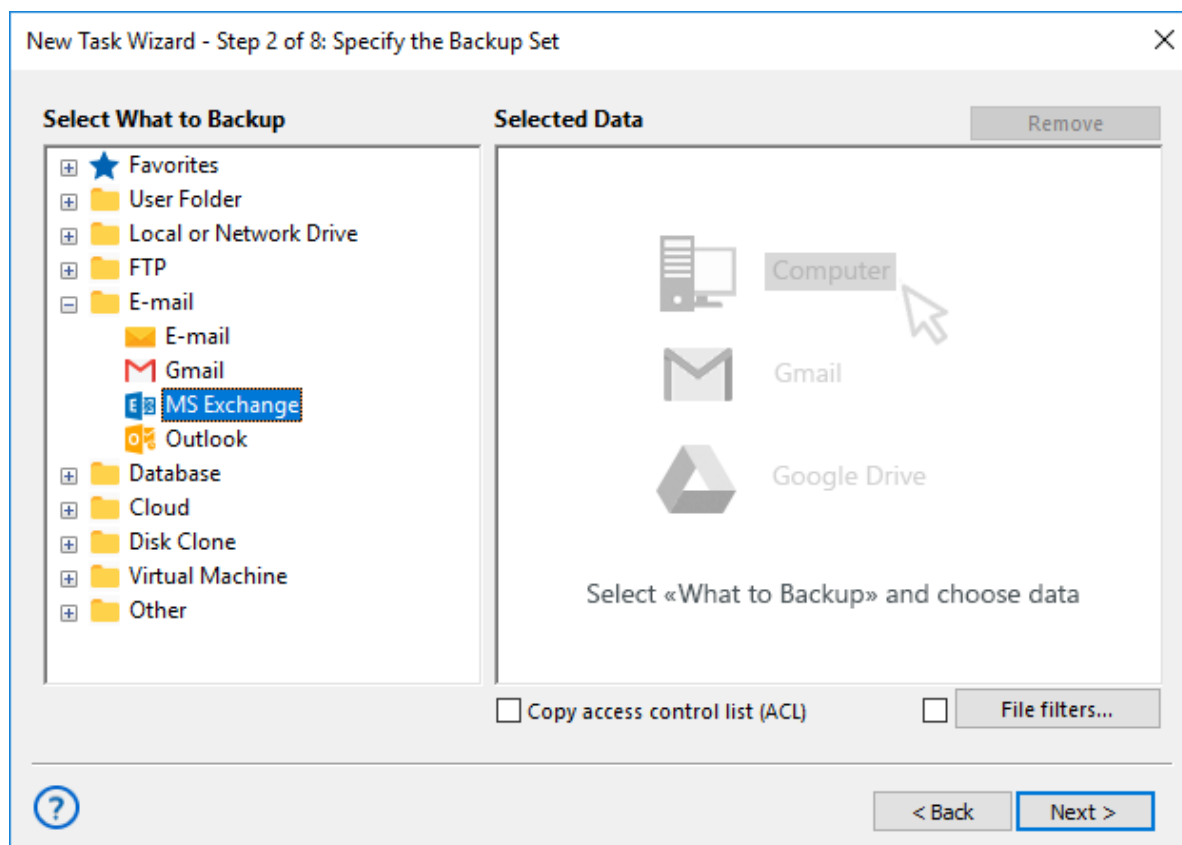 New Task Wizard - Step 2 of 8: Specify the Backup Set
Select What to Backup
Selected Data
Remove
Favorites
User Folder
Local or Network Drive
FTP
E-mail
E-mail
Gmail
MS Exchange
Outlook
Database
Cloud
Disk Clone
Virtual Machine
Other
Computer
Gmail
Google Drive
Select «What to Backup» and choose data
Copy access control list (ACL)
File filters...
?
< Back
Next >